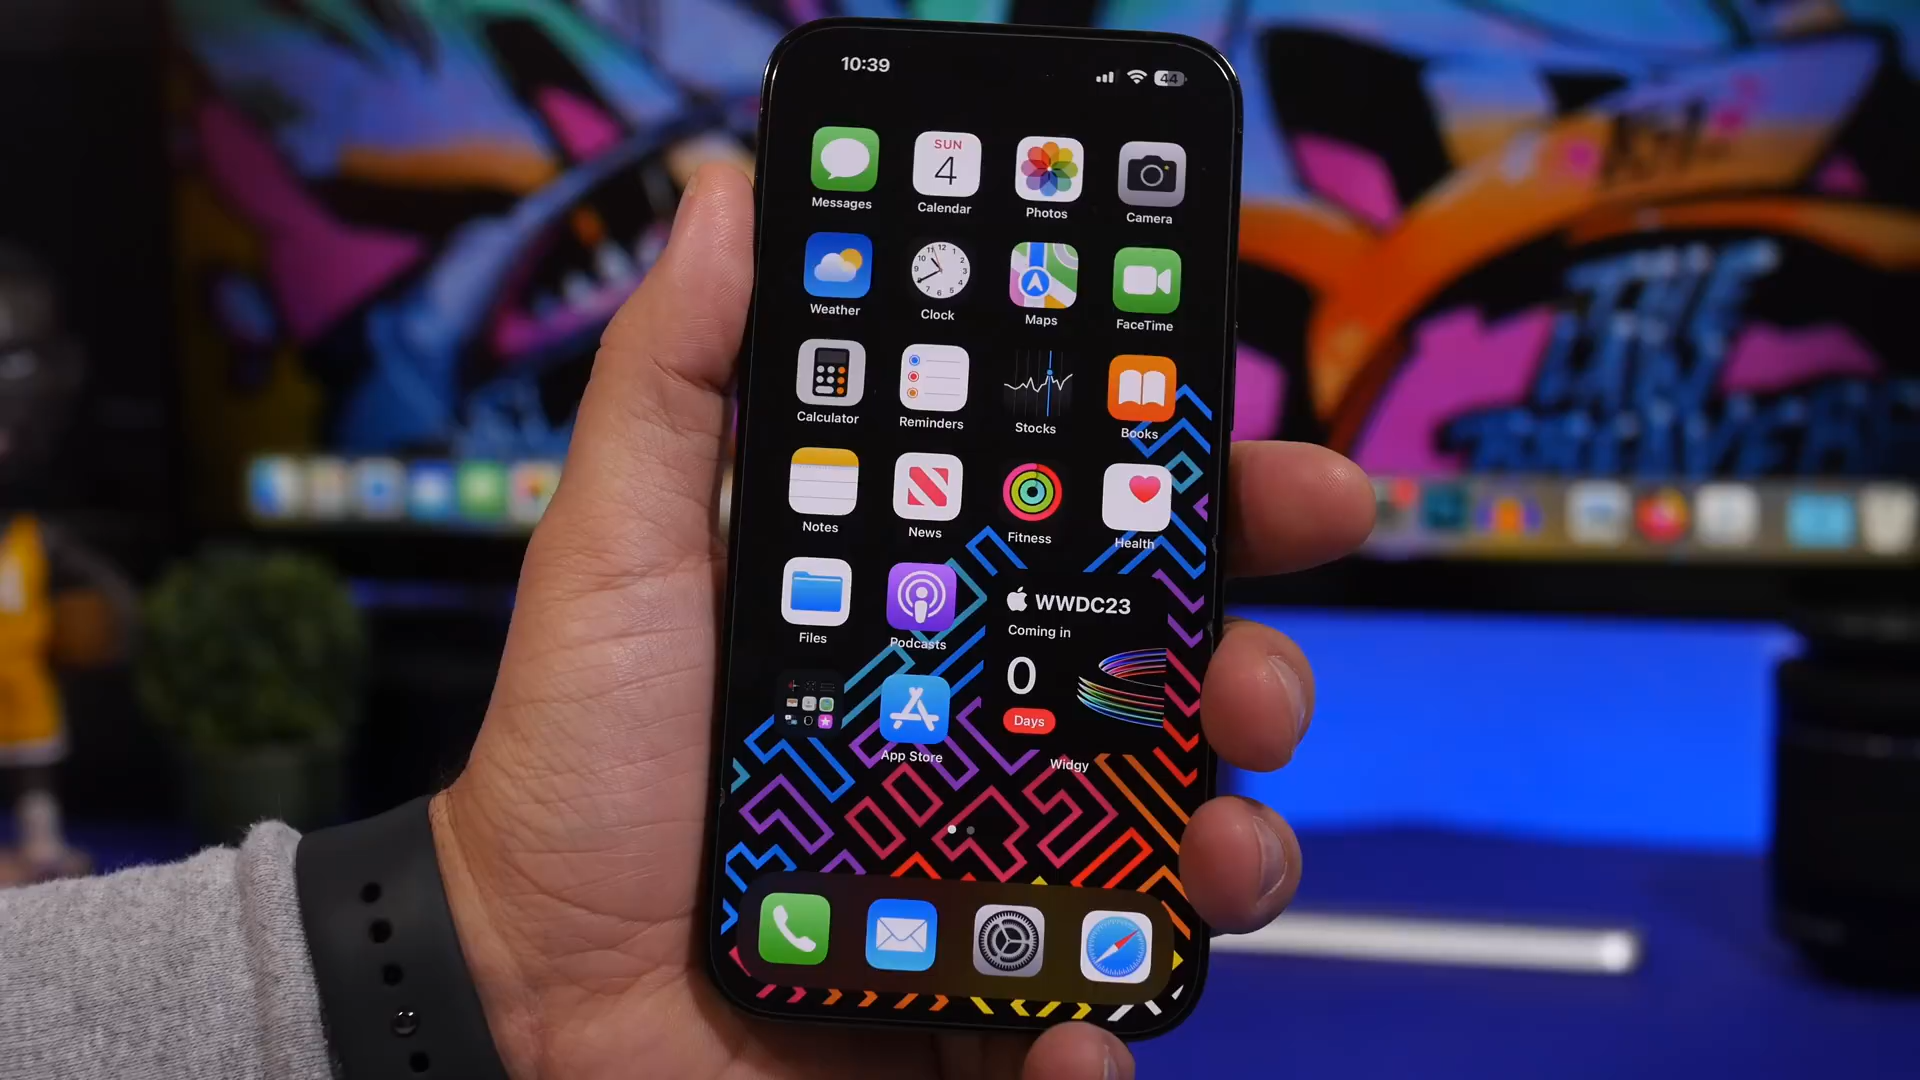 10:39
44
SUN
4
Messages
Calendar
Photos
Camera
Weather
Clock
Maps
FaceTime
Calculator
Reminders
Stocks
Books
Notes
News
Fitness
Health
Files
Podcasts
WWDC23
Coming in
0
Days
App Store
Widgy